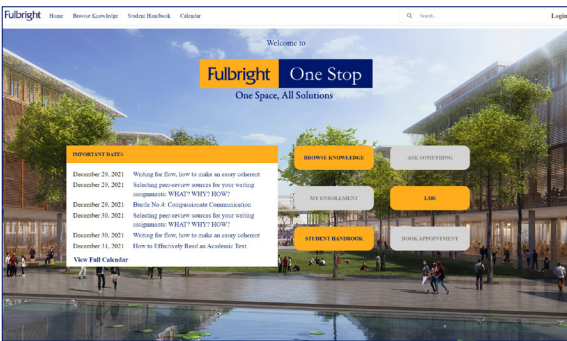 Fulbright Home Browse Knowledge Student Handbook Calendar Search... Login
Welcome to
Fulbright One Stop
One Space, All Solutions
IMPORTANT DATES
December 29, 2021 Writing for flow, how to make an essay coherent
December 29, 2021 Selecting peer-review sources for your writing
assignments: WHAT? WHY? HOW?
December 29, 2021 Bustle No.4: Compassionate Communication
December 30, 2021 Selecting peer-review sources for your writing
assignments: WHAT? WHY? HOW?
December 30, 2021 Writing for flow, how to make an essay coherent
December 31, 2021 How to Effectively Read an Academic Text
View Full Calendar
BROWSE KNOWLEDGE ASK SOMETHING
MY ENROLLMENT LMS
STUDENT HANDBOOK BOOK APPOINTMENT